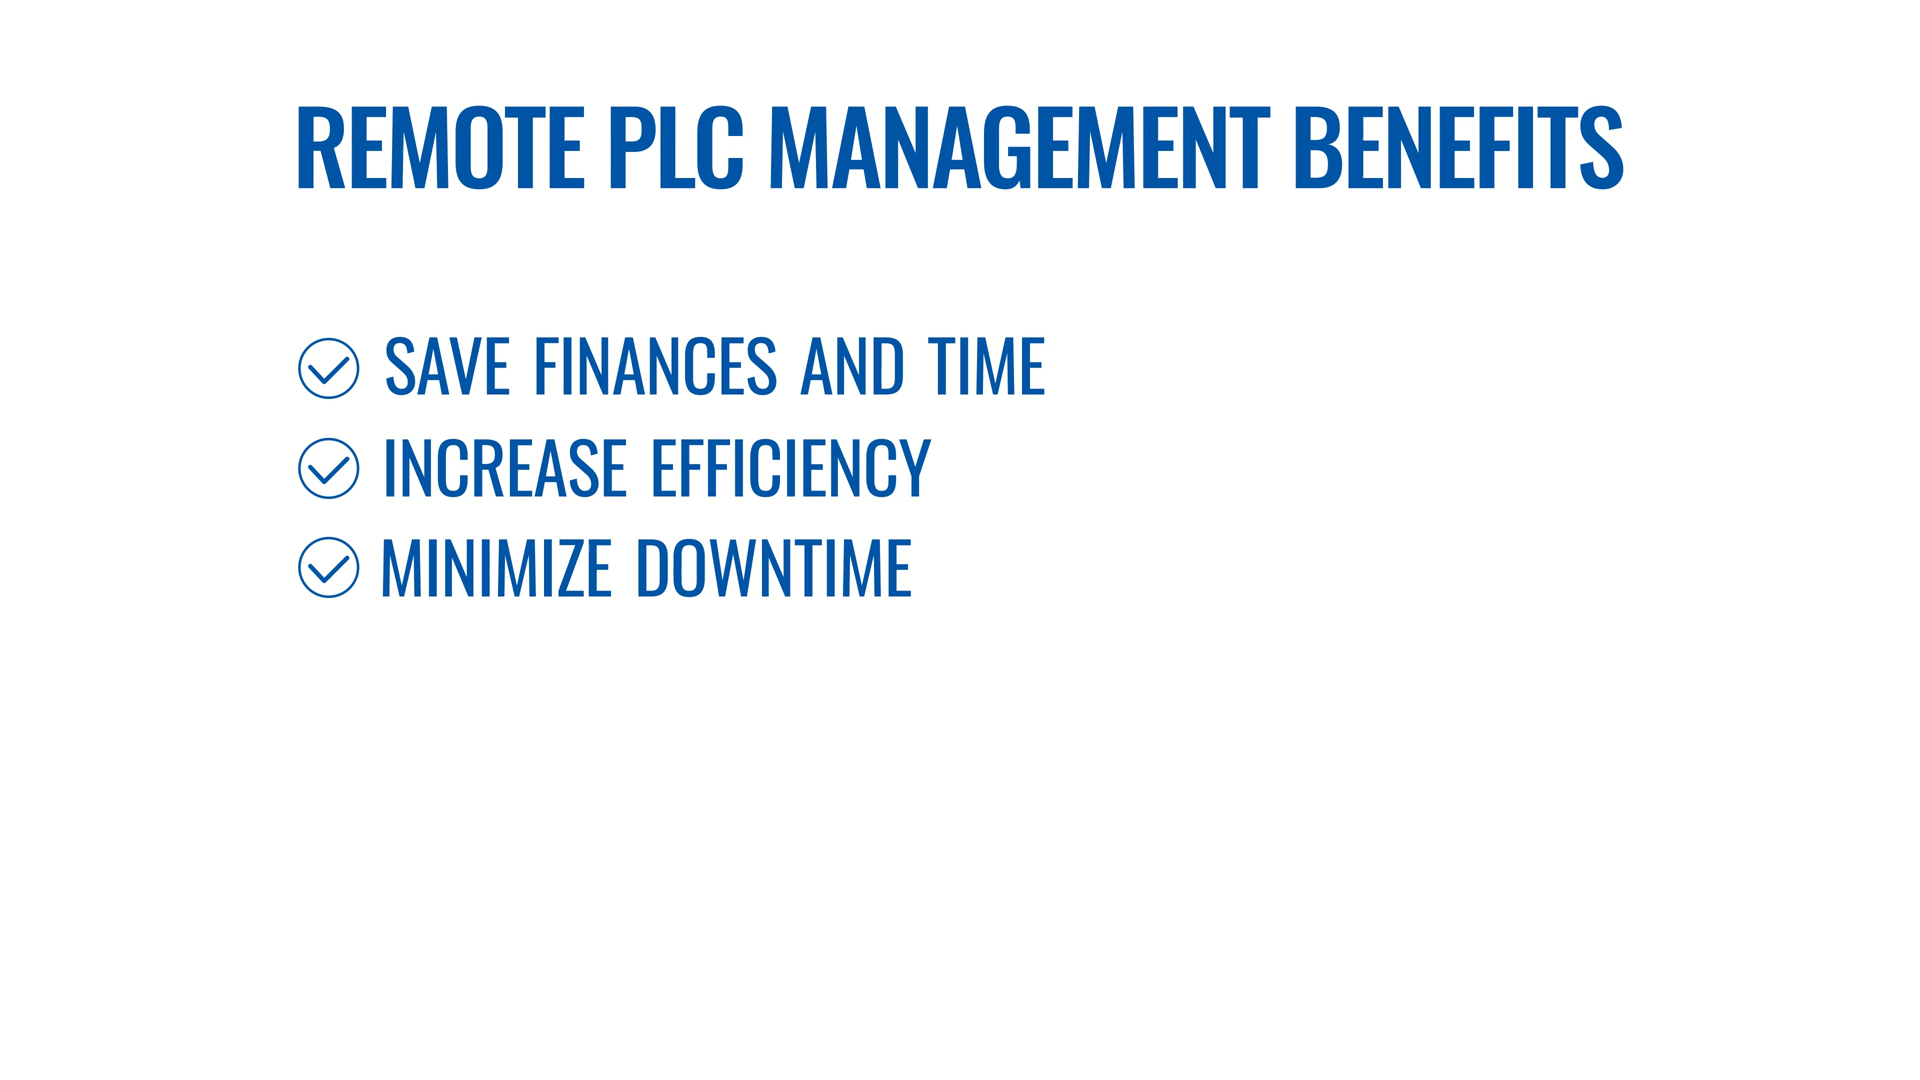 REMOTE PLC MANAGEMENT BENEFITS
SAVE FINANCES AND TIME
INCREASE EFFICIENCY
MINIMIZE DOWNTIME